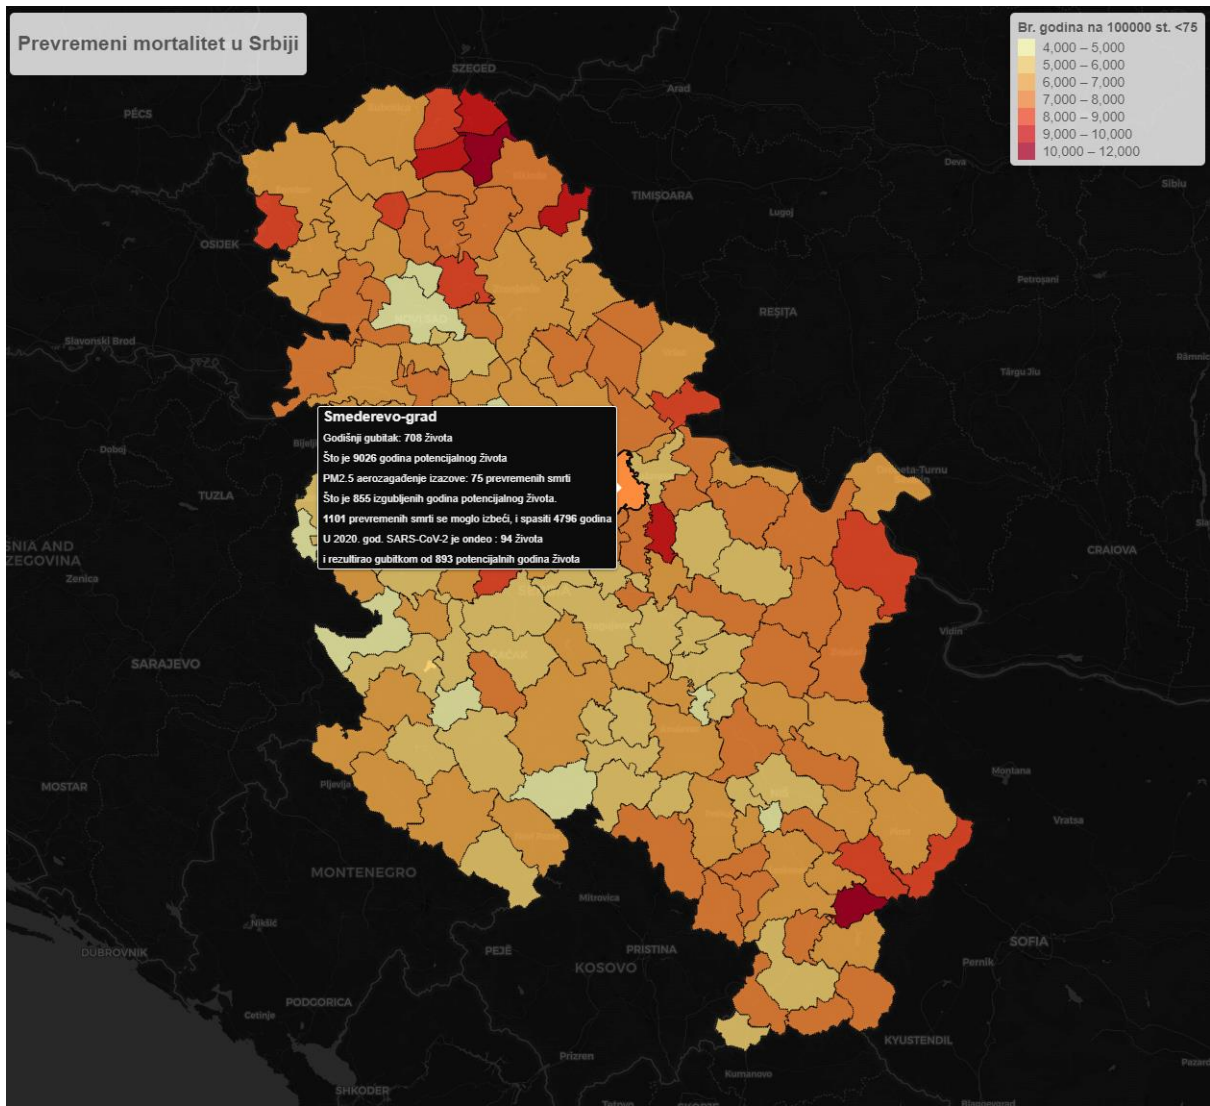 Prevremeni mortalitet u Srbiji
Br. godina na 100000 st. <75
4,000 – 5,000
5,000 – 6,000
6,000 – 7,000
7,000 – 8,000
8,000 – 9,000
9,000 – 10,000
10,000 – 12,000
SZEGED
Arad
PÉCS
Deva
Sibiu
TIMIȘOARA
Lugoj
OSIJEK
Petroșani
REȘIȚA
NOVI SAD
Slavonski Brod
Târgu Jiu
Smederevo-grad
Godišnji gubitak: 708 života
Što je 9026 godina potencijalnog života
PM2.5 aerozagađenje izazove: 75 prevremenih smrti
Što je 855 izgubljenih godina potencijalnog života.
1101 prevremenih smrti se moglo izbeći, i spasiti 4796 godina
U 2020. god. SARS-CoV-2 je ondeo : 94 života
i rezultirao gubitkom od 893 potencijalnih godina života
Doboj
TUZLA
CRAIOVA
Zenica
Vidin
SARAJEVO
ČAČAK
Montana
MOSTAR
Pljevlja
NIŠ
Vratsa
MONTENEGRO
Mitrovica
Nikšić
DUBROVNIK
PEJË
PRISTINA
SOFIA
KOSOVO
Pernik
PODGORICA
Cetinje
KYUSTENDIL
Prizren
Kumanovo
SHKODËR
Blagoevgrad